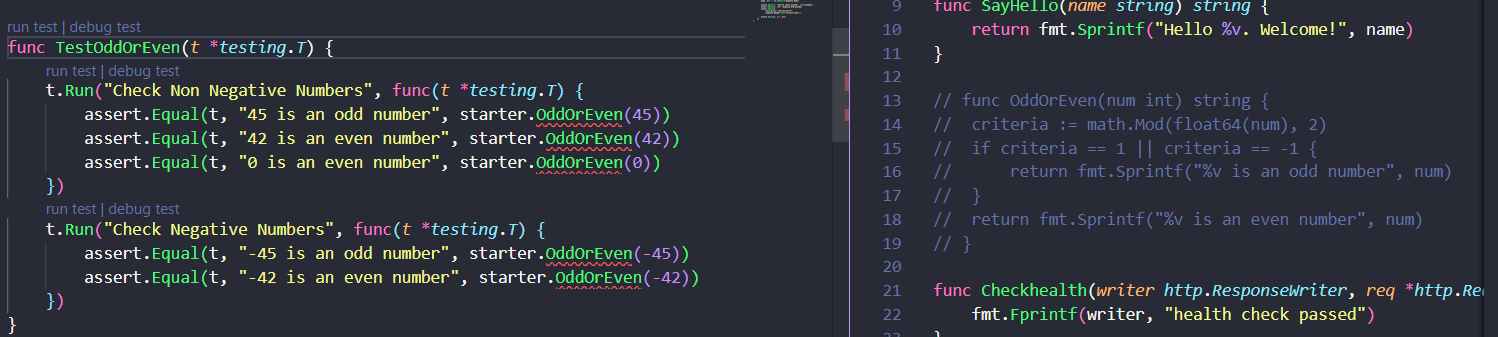 run test | debug test
func TestOddOrEven(t *testing.T) {
run test | debug test
t.Run("Check Non Negative Numbers", func(t *testing.T) {
assert.Equal(t, "45 is an odd number", starter.OddOrEven(45))
assert.Equal(t, "42 is an even number", starter.OddOrEven(42))
assert.Equal(t, "0 is an even number", starter.OddOrEven(0))
})
run test | debug test
t.Run("Check Negative Numbers", func(t *testing.T) {
assert.Equal(t, "-45 is an odd number", starter.OddOrEven(-45))
assert.Equal(t, "-42 is an even number", starter.OddOrEven(-42))
})
}
9 func SayHello(name string) string {
10 return fmt.Sprintf("Hello %v. Welcome!", name)
11 }
12
13 // func OddOrEven(num int) string {
14 // criteria := math.Mod(float64(num), 2)
15 // if criteria == 1 || criteria == -1 {
16 // return fmt.Sprintf("%v is an odd number", num)
17 // }
18 // return fmt.Sprintf("%v is an even number", num)
19 // }
20
21 func Checkhealth(writer http.ResponseWriter, req *http.Re
22 fmt.Fprintf(writer, "health check passed")